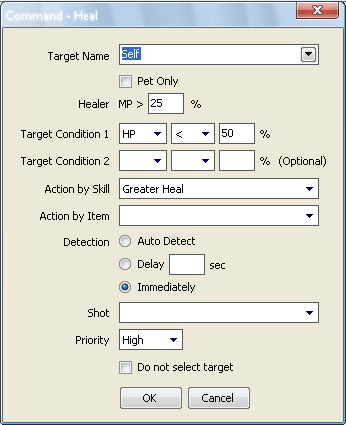 Command - Heal
Target Name Self
Pet Only
Healer MP > 25 %
Target Condition 1 HP < 50 %
Target Condition 2 % (Optional)
Action by Skill Greater Heal
Action by Item
Detection Auto Detect
Delay sec
Immediately
Shot
Priority High
Do not select target
OK Cancel